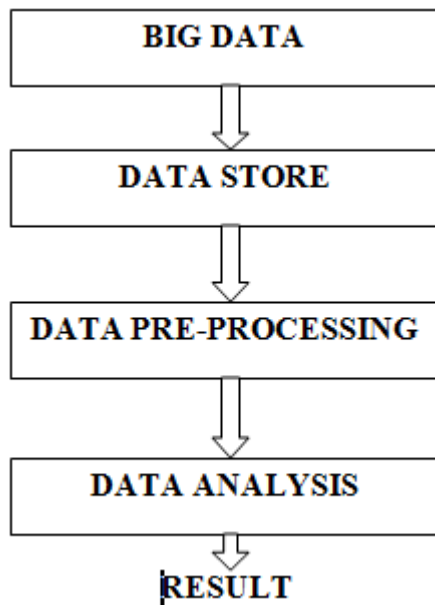 BIG DATA
DATA STORE
DATA PRE-PROCESSING
DATA ANALYSIS
RESULT